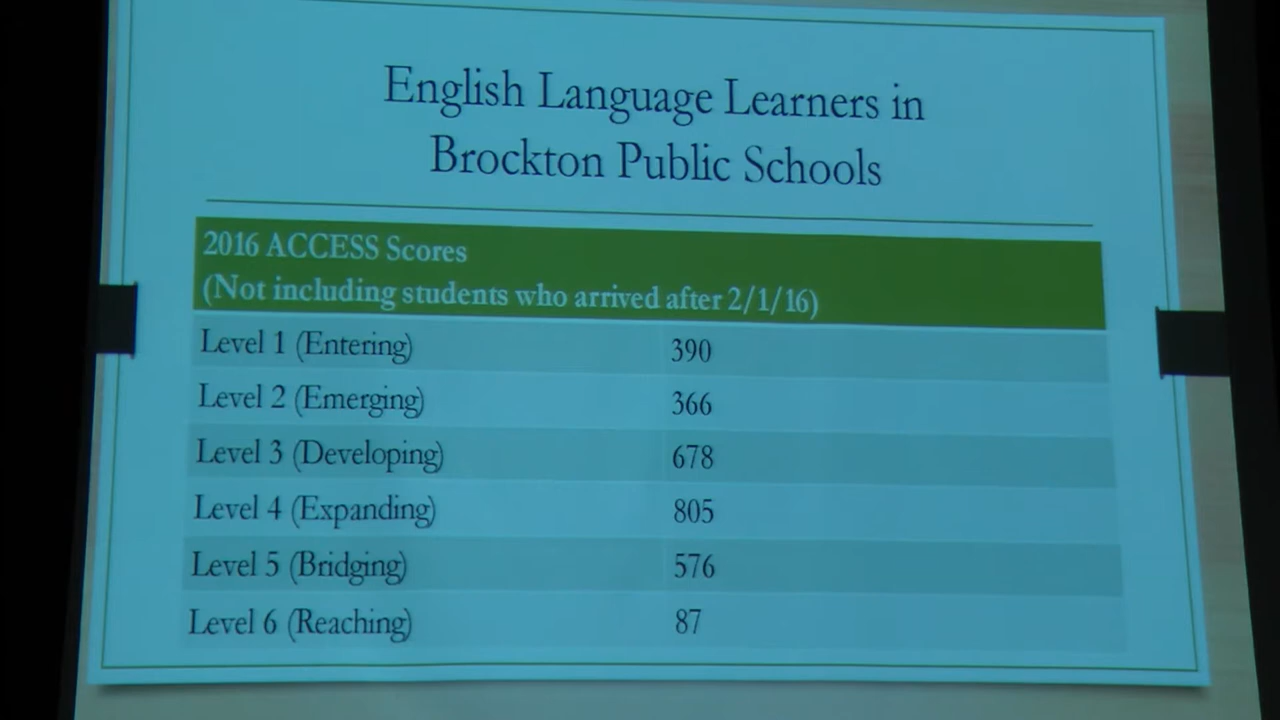 English Language Learners in
Brockton Public Schools
2016 ACCESS Scores
(Not including students who arrived after 2/1/16)
Level 1 (Entering) 390
Level 2 (Emerging) 366
Level 3 (Developing) 678
Level 4 (Expanding) 805
Level 5 (Bridging) 576
Level 6 (Reaching) 87